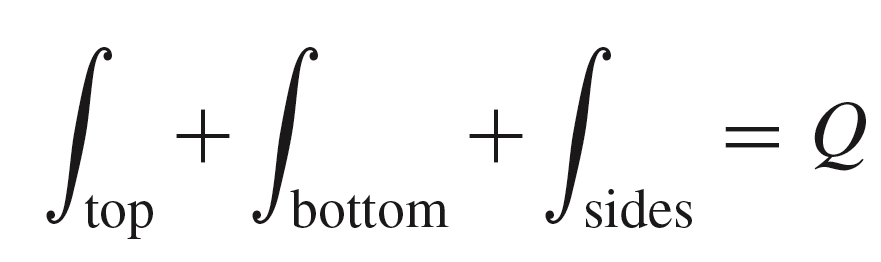 ∫top + ∫bottom + ∫sides = Q